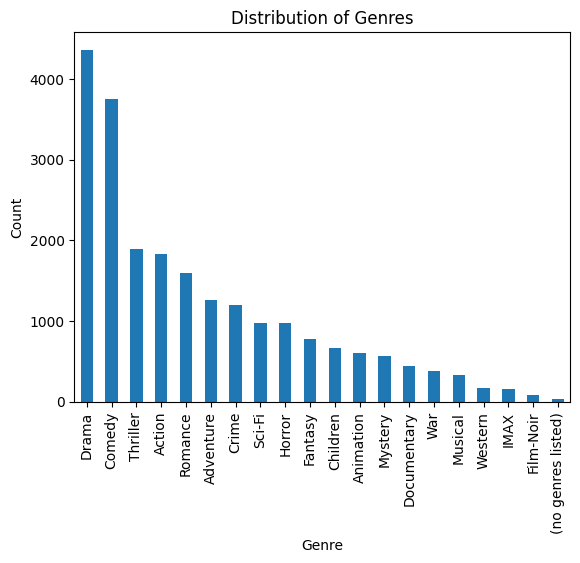 Distribution of Genres
Count
4000
3000
2000
1000
0
Drama
Comedy
Thriller
Action
Romance
Adventure
Crime
Sci-Fi
Horror
Fantasy
Children
Animation
Mystery
Documentary
War
Musical
Western
IMAX
Film-Noir
(no genres listed)
Genre